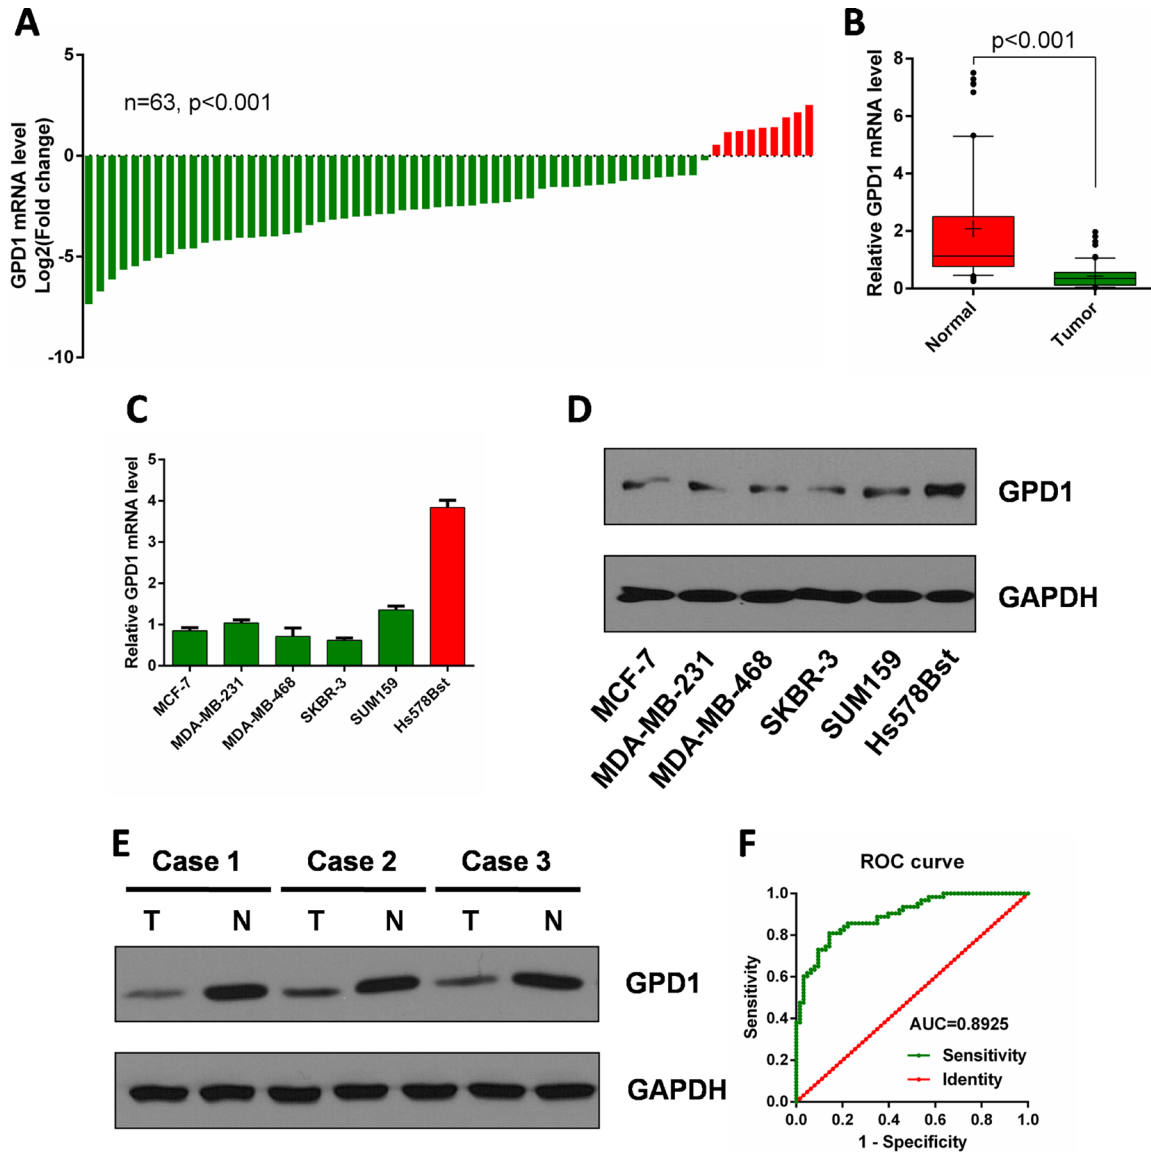 A
GPD1 mRNA level
Log2(Fold change)
5
0
-5
-10
n=63, p<0.001
B
Relative GPD1 mRNA level
8
6
4
2
0
p<0.001
Normal
Tumor
C
Relative GPD1 mRNA level
5
4
3
2
1
0
MCF-7
MDA-MB-231
MDA-MB-468
SKBR-3
SUM159
Hs578Bst
D
GPD1
GAPDH
MCF-7
MDA-MB-231
MDA-MB-468
SKBR-3
SUM159
Hs578Bst
E
Case 1 Case 2 Case 3
T N T N T N
GPD1
GAPDH
F
ROC curve
Sensitivity
1.0
0.8
0.6
0.4
0.2
0.0
AUC=0.8925
Sensitivity
Identity
0.0 0.2 0.4 0.6 0.8 1.0
1 - Specificity